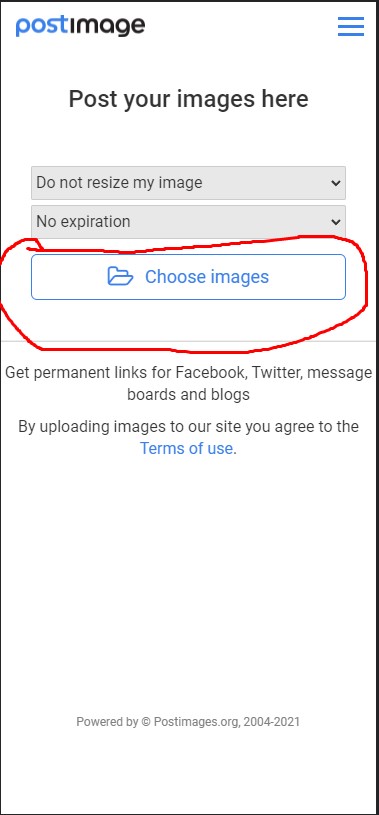 postimage
Post your images here
Do not resize my image
No expiration
Choose images
Get permanent links for Facebook, Twitter, message
boards and blogs
By uploading images to our site you agree to the
Terms of use.
Powered by © Postimages.org, 2004-2021